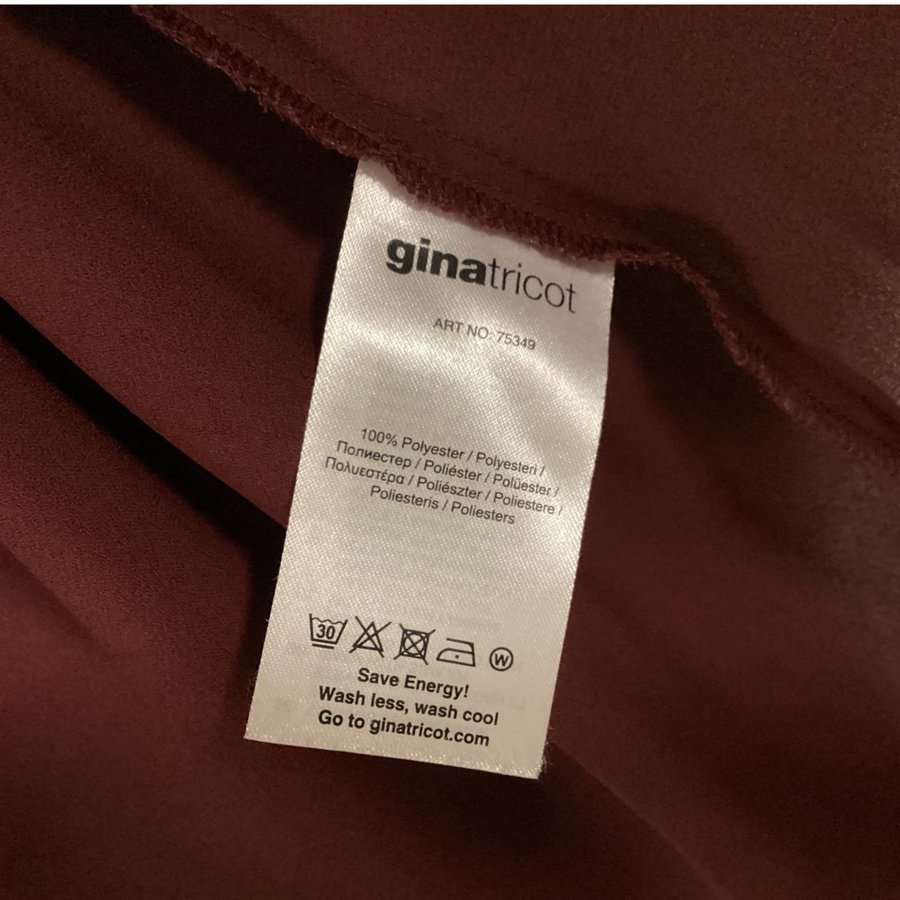 ginatricot
ART NO: 75349
100% Polyester / Polyesteri /
Полиестер / Poliéster / Polüester /
Πολυεστέρα / Poliészter / Poliestere /
Poliesteris / Poliesters
30 W
Save Energy!
Wash less, wash cool
Go to ginatricot.com